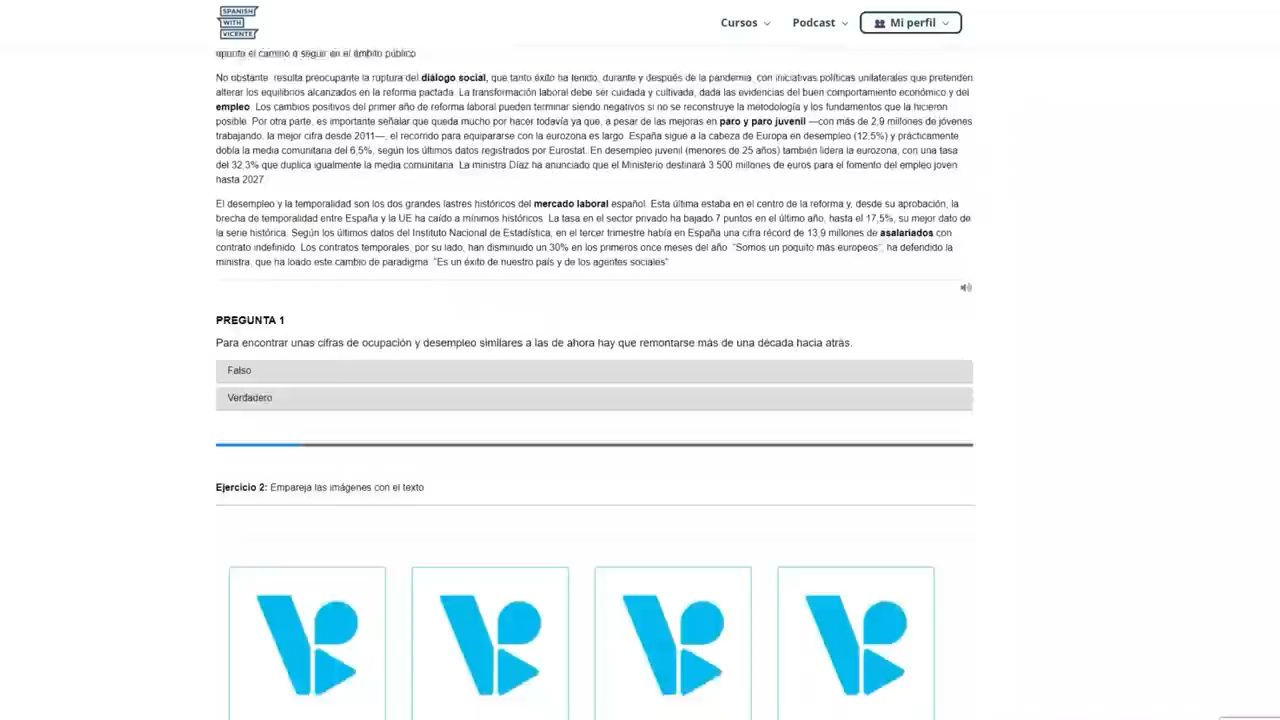 SPANISH
WITH
VICENTE
Cursos
Podcast
Mi perfil
apunta el camino a seguir en el ámbito público
No obstante, resulta preocupante la ruptura del diálogo social, que tanto éxito ha tenido, durante y después de la pandemia, con iniciativas políticas unilaterales que pretenden
alterar los equilibrios alcanzados en la reforma pactada. La transformación laboral debe ser cuidada y cultivada, dada las evidencias del buen comportamiento económico y del
empleo. Los cambios positivos del primer año de reforma laboral pueden terminar siendo negativos si no se reconstruye la metodología y los fundamentos que la hicieron
posible. Por otra parte, es importante señalar que queda mucho por hacer todavía ya que, a pesar de las mejoras en paro y paro juvenil —con más de 2,9 millones de jóvenes
trabajando, la mejor cifra desde 2011—, el recorrido para equipararse con la eurozona es largo. España sigue a la cabeza de Europa en desempleo (12,5%) y prácticamente
dobla la media comunitaria del 6,5%, según los últimos datos registrados por Eurostat. En desempleo juvenil (menores de 25 años) también lidera la eurozona, con una tasa
del 32,3% que duplica igualmente la media comunitaria. La ministra Díaz ha anunciado que el Ministerio destinará 3.500 millones de euros para el fomento del empleo joven
hasta 2027.
El desempleo y la temporalidad son los dos grandes lastres históricos del mercado laboral español. Esta última estaba en el centro de la reforma y, desde su aprobación, la
brecha de temporalidad entre España y la UE ha caído a mínimos históricos. La tasa en el sector privado ha bajado 7 puntos en el último año, hasta el 17,5%, su mejor dato de
la serie histórica. Según los últimos datos del Instituto Nacional de Estadística, en el tercer trimestre había en España una cifra récord de 13,9 millones de asalariados con
contrato indefinido. Los contratos temporales, por su lado, han disminuido un 30% en los primeros once meses del año. "Somos un poquito más europeos", ha defendido la
ministra, que ha loado este cambio de paradigma. "Es un éxito de nuestro país y de los agentes sociales"
PREGUNTA 1
Para encontrar unas cifras de ocupación y desempleo similares a las de ahora hay que remontarse más de una década hacia atrás.
Falso
Verdadero
Ejercicio 2: Empareja las imágenes con el texto